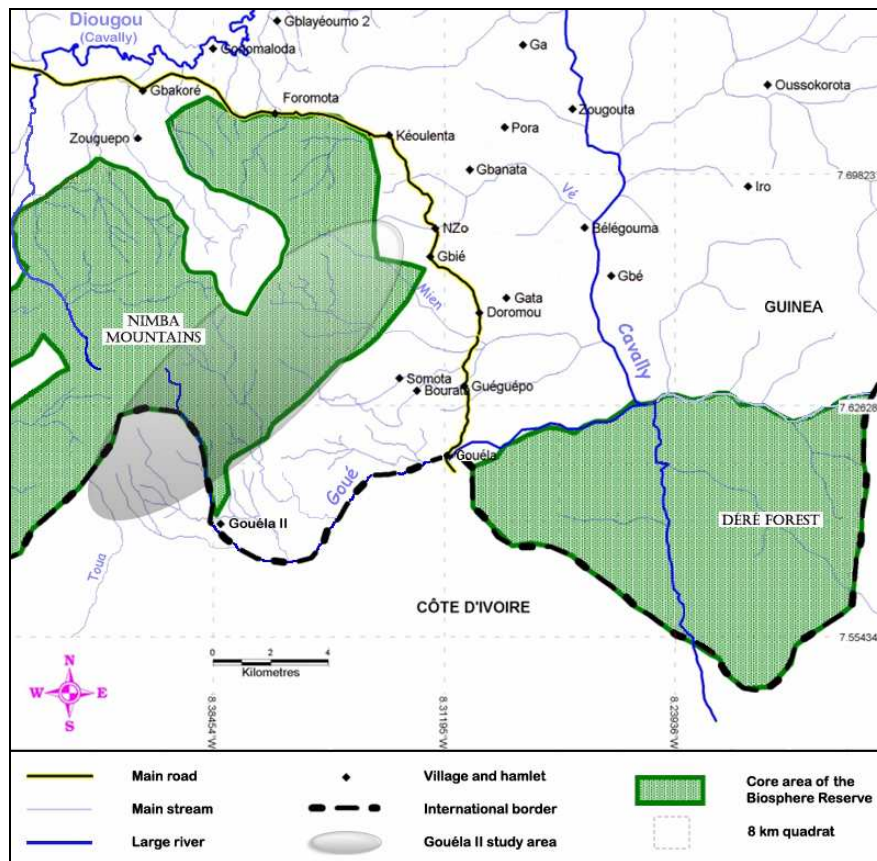 Diougou
(Cavally)
Gblayéoumo 2
Gogomaloda
Ga
Gbakoré
Foromota
Oussokorota
Zougouta
Zouguepo
Kéoulenta
Pora
Gbanata
7.69823
Iro
Vé
NZo
Bélégouma
Gbié
Gbé
Mien
Gata
GUINEA
Doromou
NIMBA
MOUNTAINS
Cavally
Somota
Bourata
Guéguépo
7.62628
Gouéla
Goué
Gouéla II
DÉRÉ FOREST
Toua
CÔTE D'IVOIRE
7.55434
0 2 4
Kilometres
N
W E
S
8.38454°W
8.31195°W
8.23936°W
Main road
Village and hamlet
Core area of the
Biosphere Reserve
Main stream
International border
Large river
Gouéla II study area
8 km quadrat